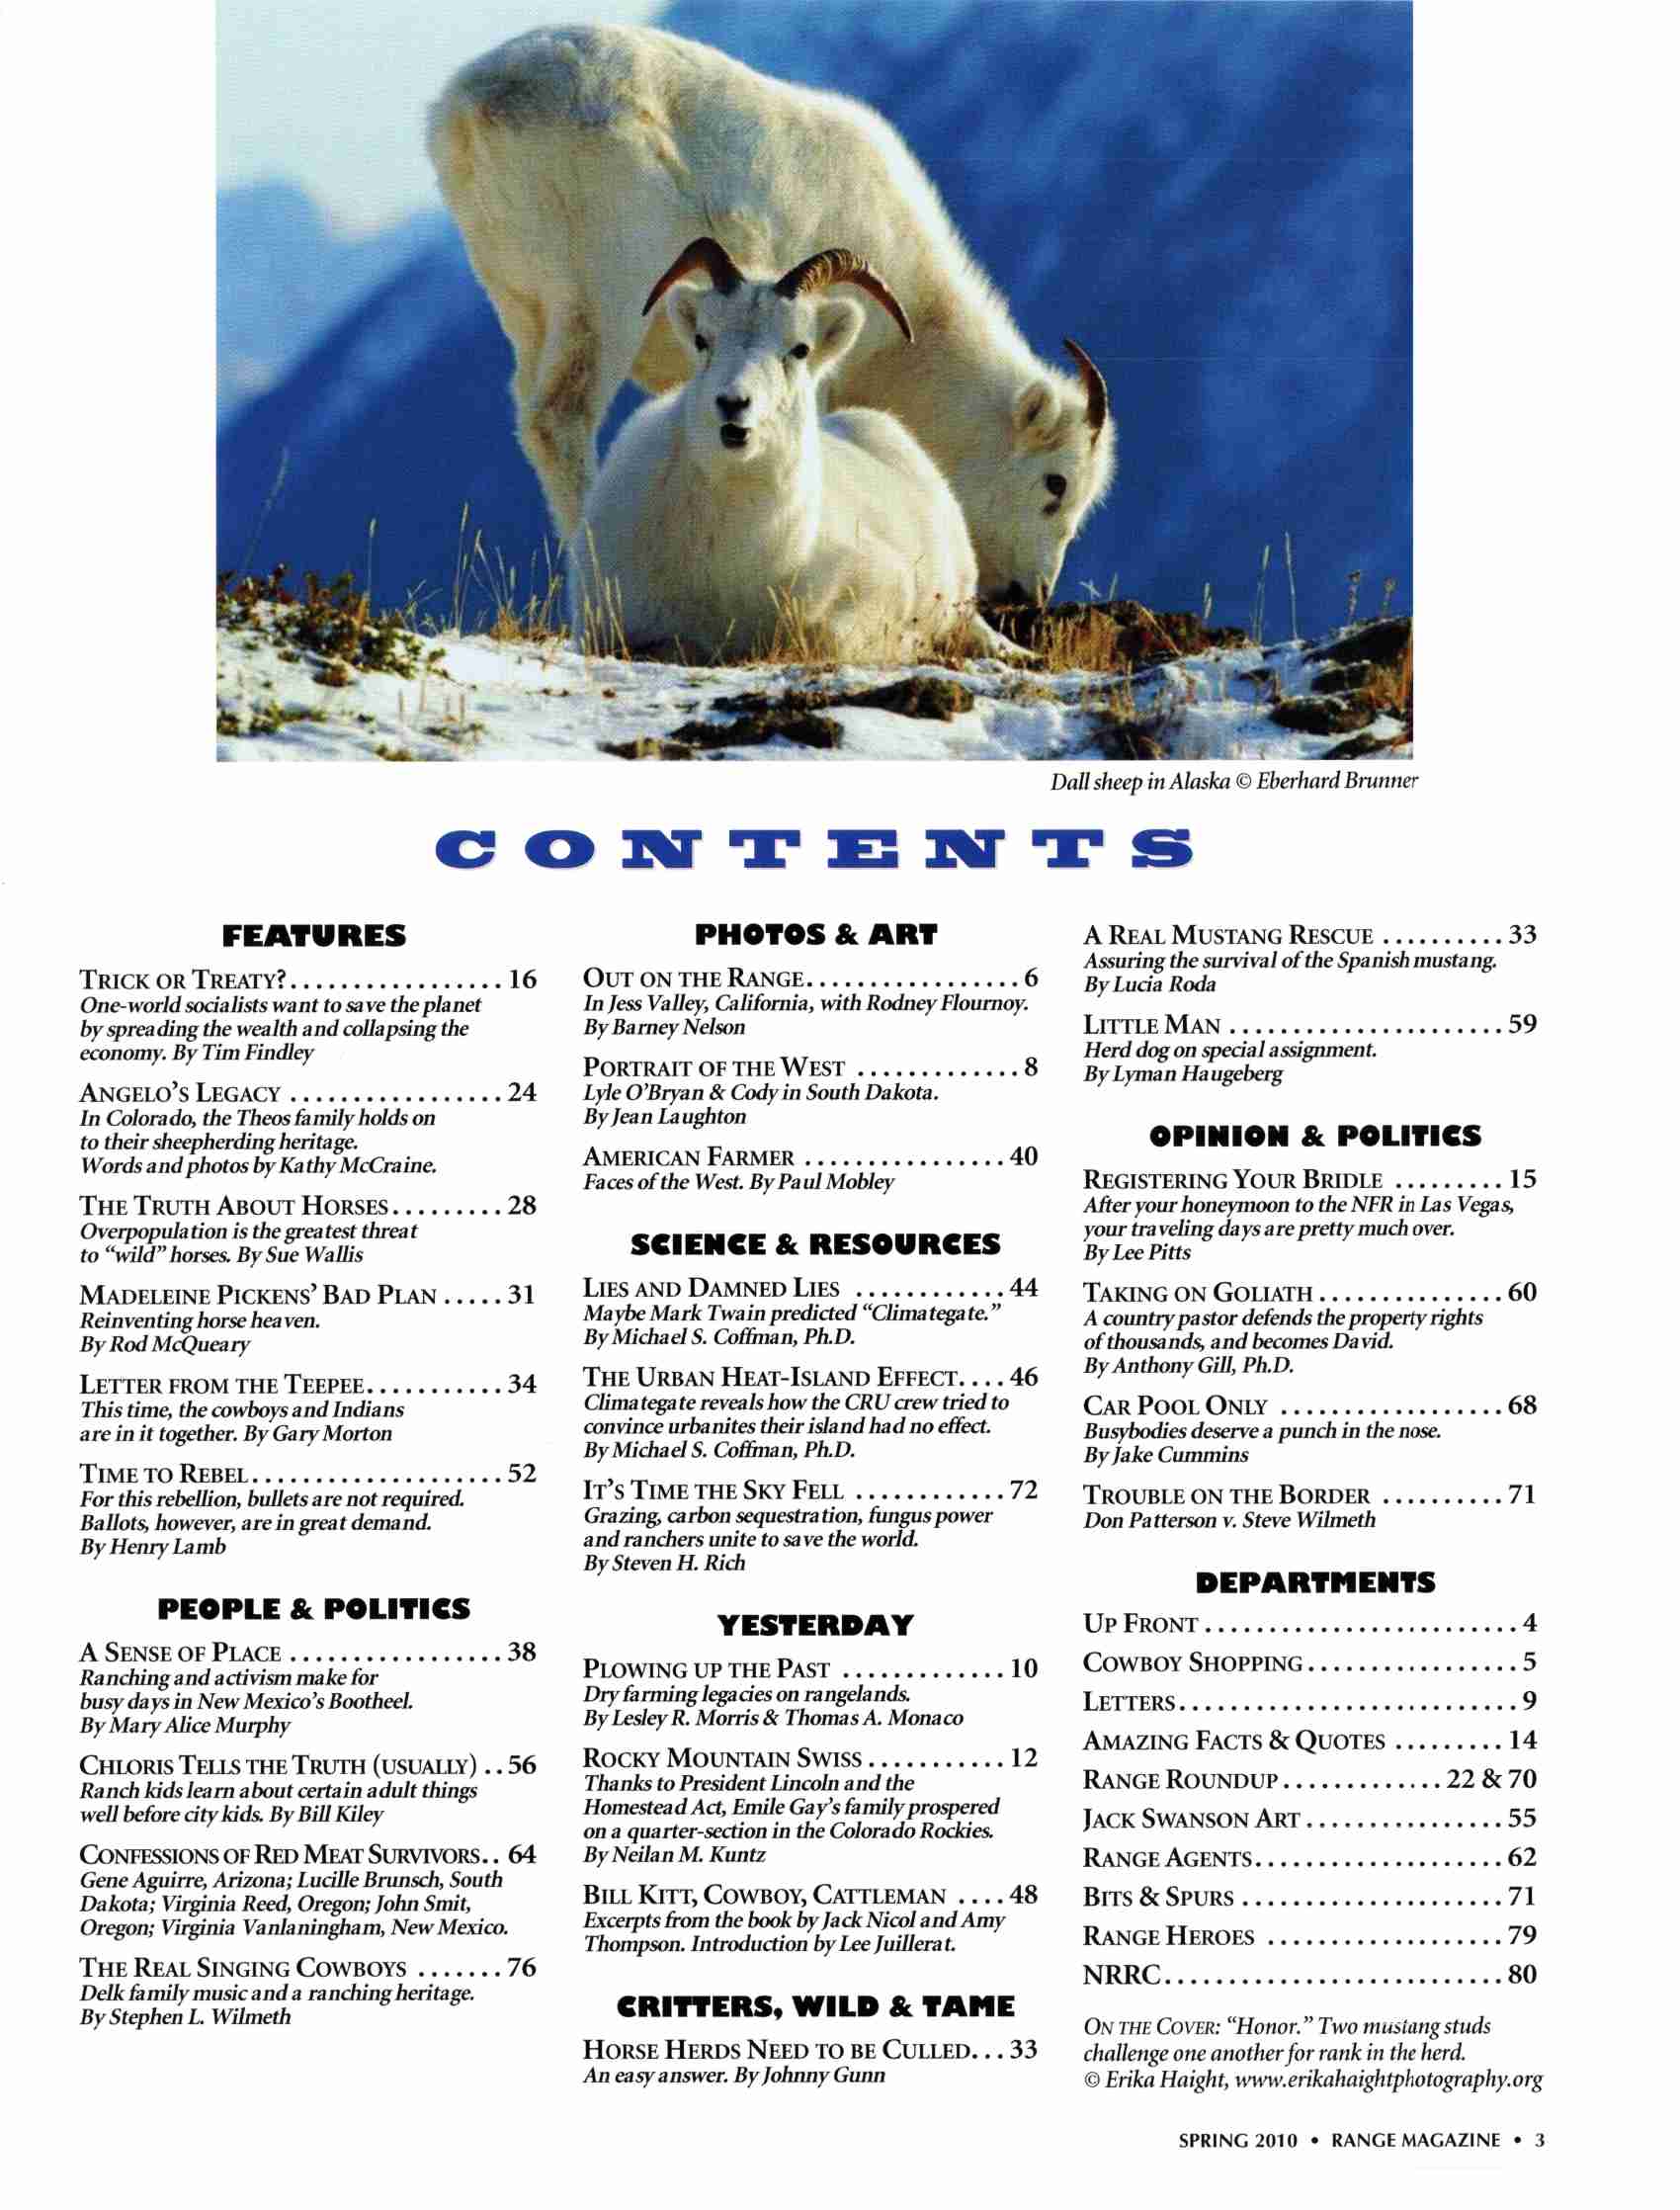 Dall sheep in Alaska © Eberhard Brunner
CONTENTS
FEATURES
TRICK OR TREATY?.................16
One-world socialists want to save the planet
by spreading the wealth and collapsing the
economy. By Tim Findley
ANGELO'S LEGACY .................24
In Colorado, the Theos family holds on
to their sheepherding heritage.
Words and photos by Kathy McCraine.
THE TRUTH ABOUT HORSES.........28
Overpopulation is the greatest threat
to "wild" horses. By Sue Wallis
MADELEINE PICKENS' BAD PLAN .....31
Reinventing horse heaven.
By Rod McQueary
LETTER FROM THE TEEPEE...........34
This time, the cowboys and Indians
are in it together. By Gary Morton
TIME TO REBEL....................52
For this rebellion, bullets are not required.
Ballots, however, are in great demand.
By Henry Lamb
PEOPLE & POLITICS
A SENSE OF PLACE .................38
Ranching and activism make for
busy days in New Mexico's Bootheel.
By Mary Alice Murphy
CHLORIS TELLS THE TRUTH (USUALLY) ..56
Ranch kids learn about certain adult things
well before city kids. By Bill Kiley
CONFESSIONS OF RED MEAT SURVIVORS.. 64
Gene Aguirre, Arizona; Lucille Brunsch, South
Dakota; Virginia Reed, Oregon; John Smit,
Oregon; Virginia Vanlaningham, New Mexico.
THE REAL SINGING COWBOYS .......76
Delk family music and a ranching heritage.
By Stephen L. Wilmeth
PHOTOS & ART
OUT ON THE RANGE.................6
In Jess Valley, California, with Rodney Flournoy.
By Barney Nelson
PORTRAIT OF THE WEST .............8
Lyle O'Bryan & Cody in South Dakota.
By Jean Laughton
AMERICAN FARMER ................40
Faces of the West. By Paul Mobley
SCIENCE & RESOURCES
LIES AND DAMNED LIES ............44
Maybe Mark Twain predicted "Climategate."
By Michael S. Coffman, Ph.D.
THE URBAN HEAT-ISLAND EFFECT....46
Climategate reveals how the CRU crew tried to
convince urbanites their island had no effect.
By Michael S. Coffman, Ph.D.
IT'S TIME THE SKY FELL ............72
Grazing, carbon sequestration, fungus power
and ranchers unite to save the world.
By Steven H. Rich
YESTERDAY
PLOWING UP THE PAST .............10
Dry farming legacies on rangelands.
By Lesley R. Morris & Thomas A. Monaco
ROCKY MOUNTAIN SWISS ...........12
Thanks to President Lincoln and the
Homestead Act, Emile Gay's family prospered
on a quarter-section in the Colorado Rockies.
By Neilan M. Kuntz
BILL KITT, COWBOY, CATTLEMAN ....48
Excerpts from the book by Jack Nicol and Amy
Thompson. Introduction by Lee Juillerat.
CRITTERS, WILD & TAME
HORSE HERDS NEED TO BE CULLED...33
An easy answer. By Johnny Gunn
A REAL MUSTANG RESCUE ..........33
Assuring the survival of the Spanish mustang.
By Lucia Roda
LITTLE MAN ......................59
Herd dog on special assignment.
By Lyman Haugeberg
OPINION & POLITICS
REGISTERING YOUR BRIDLE .........15
After your honeymoon to the NFR in Las Vegas,
your traveling days are pretty much over.
By Lee Pitts
TAKING ON GOLIATH...............60
A country pastor defends the property rights
of thousands, and becomes David.
By Anthony Gill, Ph.D.
CAR POOL ONLY ..................68
Busybodies deserve a punch in the nose.
By Jake Cummins
TROUBLE ON THE BORDER ..........71
Don Patterson v. Steve Wilmeth
DEPARTMENTS
UP FRONT.........................4
COWBOY SHOPPING.................5
LETTERS...........................9
AMAZING FACTS & QUOTES .........14
RANGE ROUNDUP.............22 & 70
JACK SWANSON ART................55
RANGE AGENTS....................62
BITS & SPURS .....................71
RANGE HEROES ...................79
NRRC...........................80
ON THE COVER: "Honor." Two mustang studs
challenge one another for rank in the herd.
© Erika Haight, www.erikahaightphotography.org
SPRING 2010 • RANGE MAGAZINE • 3